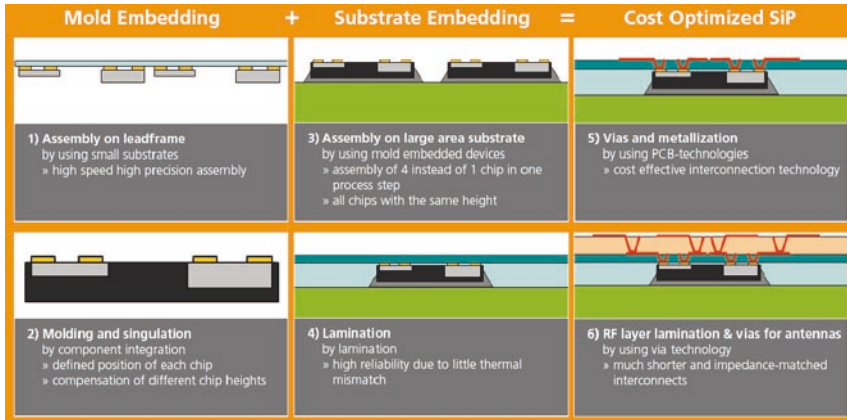 Mold Embedding + Substrate Embedding = Cost Optimized SiP
1) Assembly on leadframe
by using small substrates
» high speed high precision assembly
3) Assembly on large area substrate
by using mold embedded devices
» assembly of 4 instead of 1 chip in one
process step
» all chips with the same height
5) Vias and metallization
by using PCB-technologies
» cost effective interconnection technology
2) Molding and singulation
by component integration
» defined position of each chip
» compensation of different chip heights
4) Lamination
by lamination
» high reliability due to little thermal
mismatch
6) RF layer lamination & vias for antennas
by using via technology
» much shorter and impedance-matched
interconnects